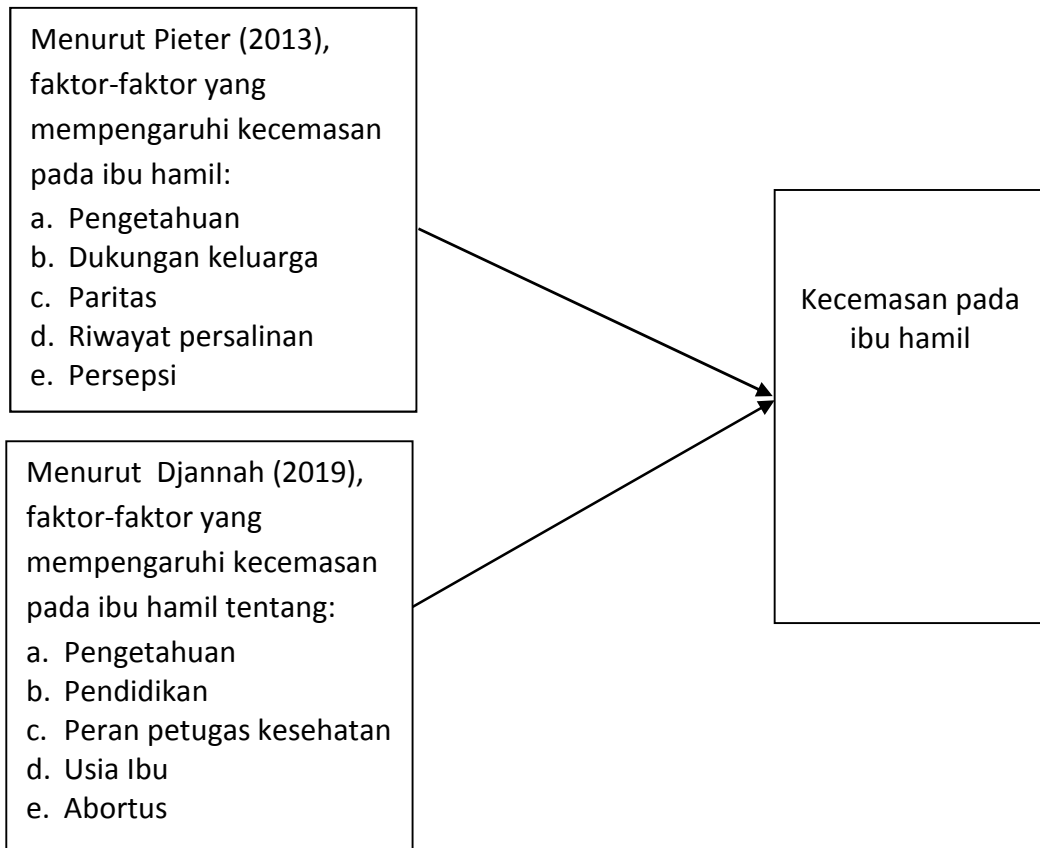 Menurut Pieter (2013),
faktor-faktor yang
mempengaruhi kecemasan
pada ibu hamil:
a. Pengetahuan
b. Dukungan keluarga
c. Paritas
d. Riwayat persalinan
e. Persepsi
Menurut Djannah (2019),
faktor-faktor yang
mempengaruhi kecemasan
pada ibu hamil tentang:
a. Pengetahuan
b. Pendidikan
c. Peran petugas kesehatan
d. Usia Ibu
e. Abortus
Kecemasan pada
ibu hamil